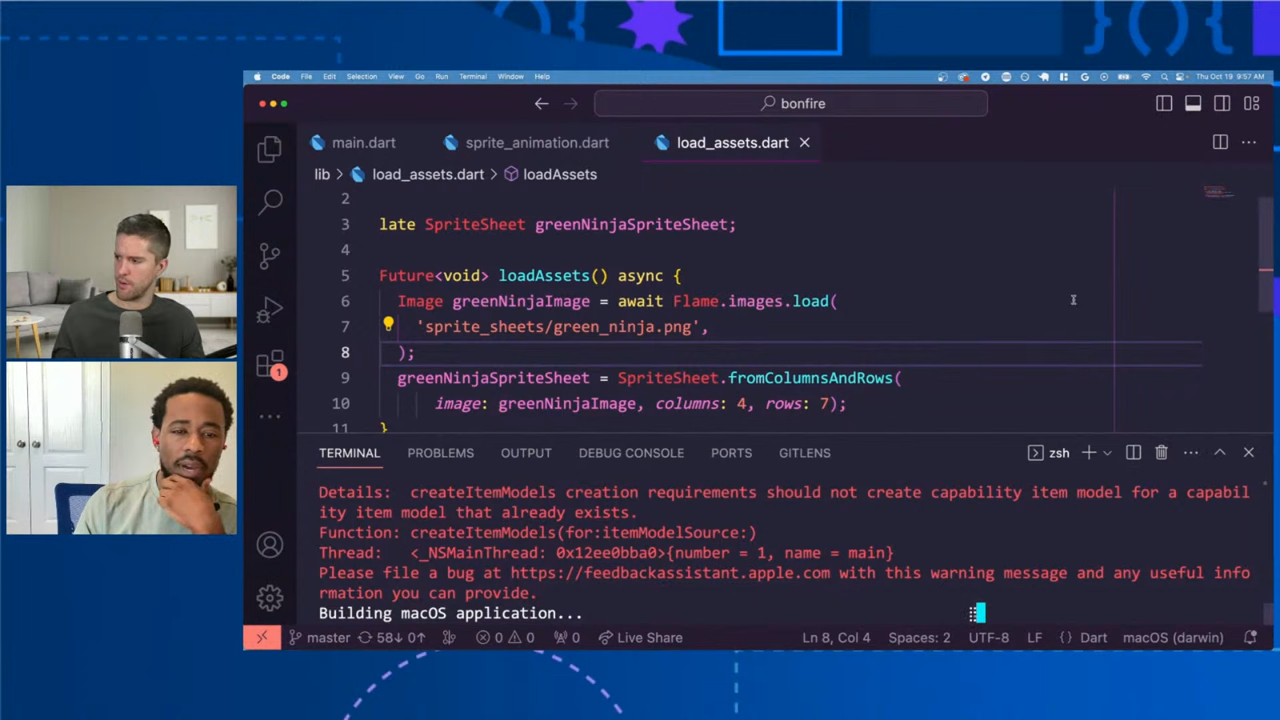 Code File Edit Selection View Go Run Terminal Window Help
Thu Oct 19 9:57 AM
bonfire
main.dart sprite_animation.dart load_assets.dart
lib > load_assets.dart > loadAssets
2
3 late SpriteSheet greenNinjaSpriteSheet;
4
5 Future<void> loadAssets() async {
6 Image greenNinjaImage = await Flame.images.load(
7 'sprite_sheets/green_ninja.png',
8 );
9 greenNinjaSpriteSheet = SpriteSheet.fromColumnsAndRows(
10 image: greenNinjaImage, columns: 4, rows: 7);
11 }
1
TERMINAL PROBLEMS OUTPUT DEBUG CONSOLE PORTS GITLENS zsh
Details: createItemModels creation requirements should not create capability item model for a capabil
ity item model that already exists.
Function: createItemModels(for:itemModelSource:)
Thread: <_NSMainThread: 0x12ee0bba0>{number = 1, name = main}
Please file a bug at https://feedbackassistant.apple.com with this warning message and any useful info
rmation you can provide.
Building macOS application...
master 58↓ 0↑ 0 0 0 Live Share Ln 8, Col 4 Spaces: 2 UTF-8 LF {} Dart macOS (darwin)